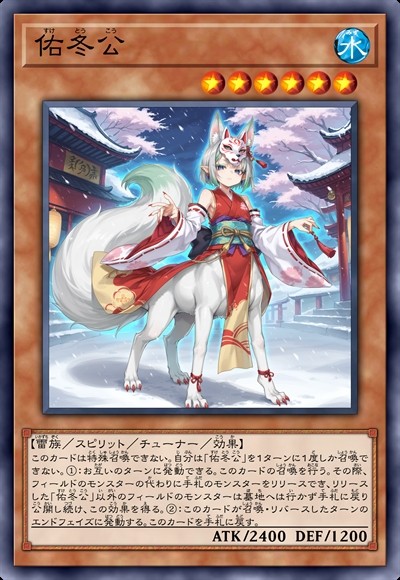 佑冬公
水
【雷族／スピリット／チューナー／効果】
このカードは特殊召喚できない。自分は「佑冬公」を1ターンに1度しか召喚で
きない。①：お互いのターンに発動できる。このカードの召喚を行う。その際、
フィールドのモンスターの代わりに手札のモンスターをリリースでき、リリース
した「佑冬公」以外のフィールドのモンスターは墓地へは行かず手札に戻り
公開し続け、この効果を得る。②：このカードが召喚・リバースしたターンの
エンドフェイズに発動する。このカードを手札に戻す。
ATK/2400 DEF/1200